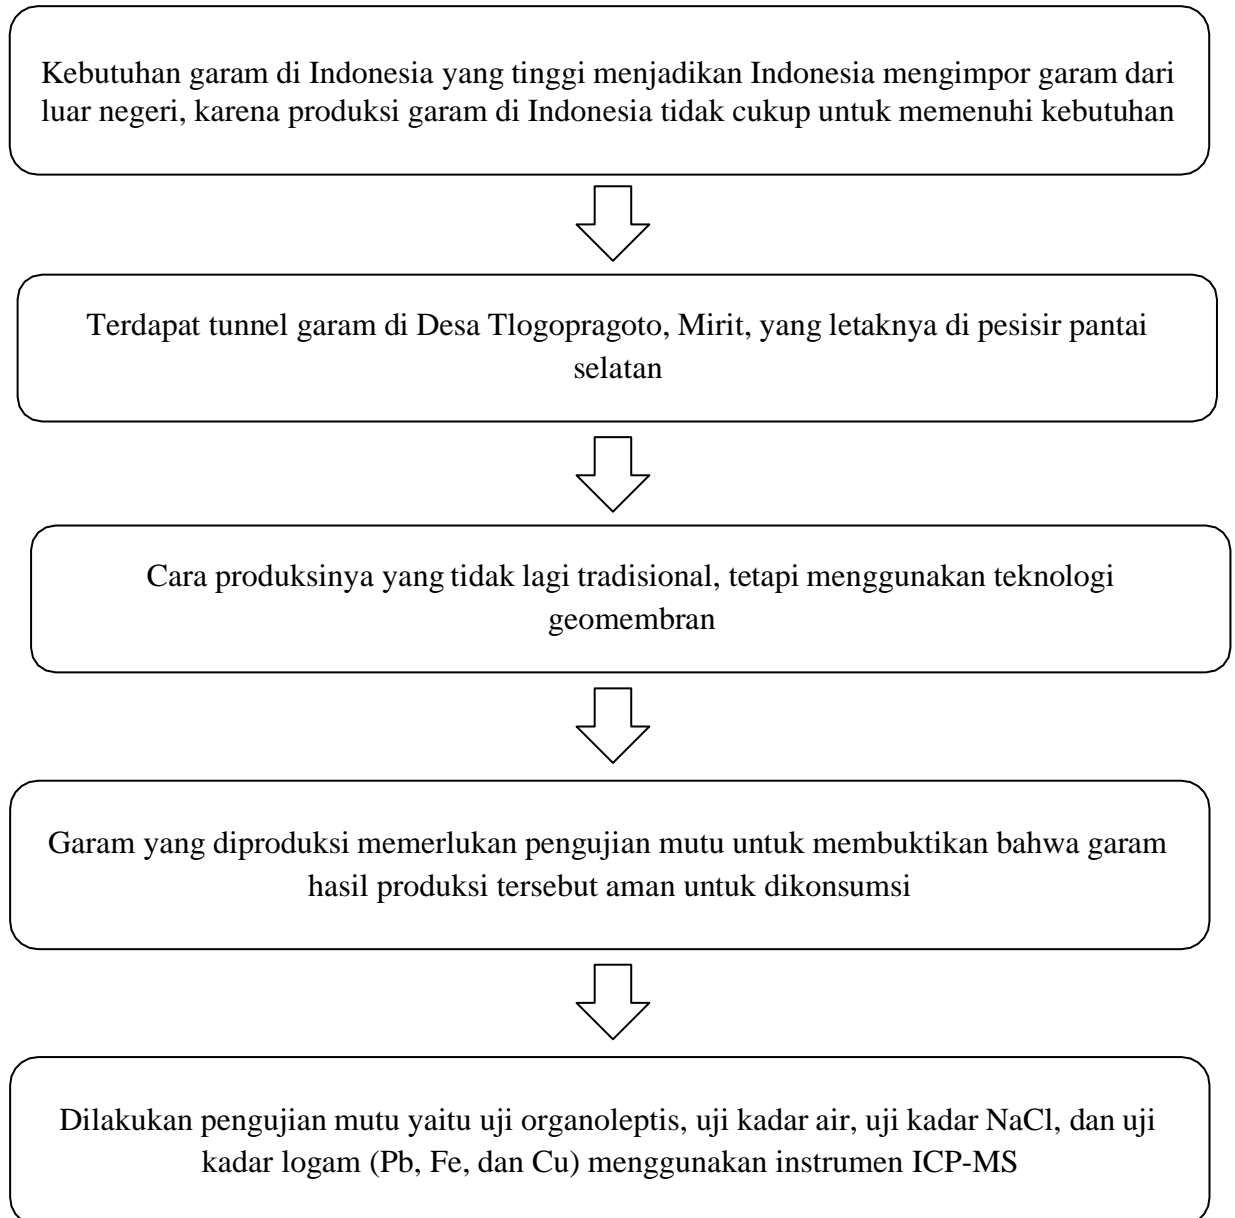 Kebutuhan garam di Indonesia yang tinggi menjadikan Indonesia mengimpor garam dari
luar negeri, karena produksi garam di Indonesia tidak cukup untuk memenuhi kebutuhan
Terdapat tunnel garam di Desa Tlogopragoto, Mirit, yang letaknya di pesisir pantai
selatan
Cara produksinya yang tidak lagi tradisional, tetapi menggunakan teknologi
geomembran
Garam yang diproduksi memerlukan pengujian mutu untuk membuktikan bahwa garam
hasil produksi tersebut aman untuk dikonsumsi
Dilakukan pengujian mutu yaitu uji organoleptis, uji kadar air, uji kadar NaCl, dan uji
kadar logam (Pb, Fe, dan Cu) menggunakan instrumen ICP-MS